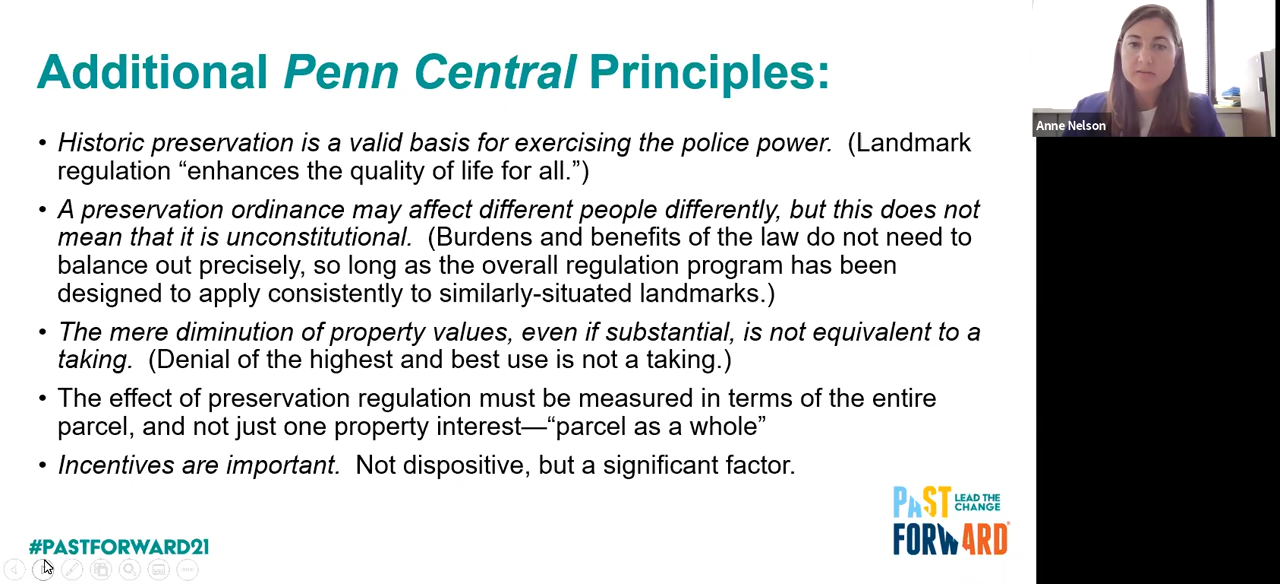 Additional Penn Central Principles:
• Historic preservation is a valid basis for exercising the police power. (Landmark
regulation “enhances the quality of life for all.”)
• A preservation ordinance may affect different people differently, but this does not
mean that it is unconstitutional. (Burdens and benefits of the law do not need to
balance out precisely, so long as the overall regulation program has been
designed to apply consistently to similarly-situated landmarks.)
• The mere diminution of property values, even if substantial, is not equivalent to a
taking. (Denial of the highest and best use is not a taking.)
• The effect of preservation regulation must be measured in terms of the entire
parcel, and not just one property interest—“parcel as a whole”
• Incentives are important. Not dispositive, but a significant factor.
Anne Nelson
PAST LEAD THE
CHANGE
FORWARD
#PASTFORWARD21